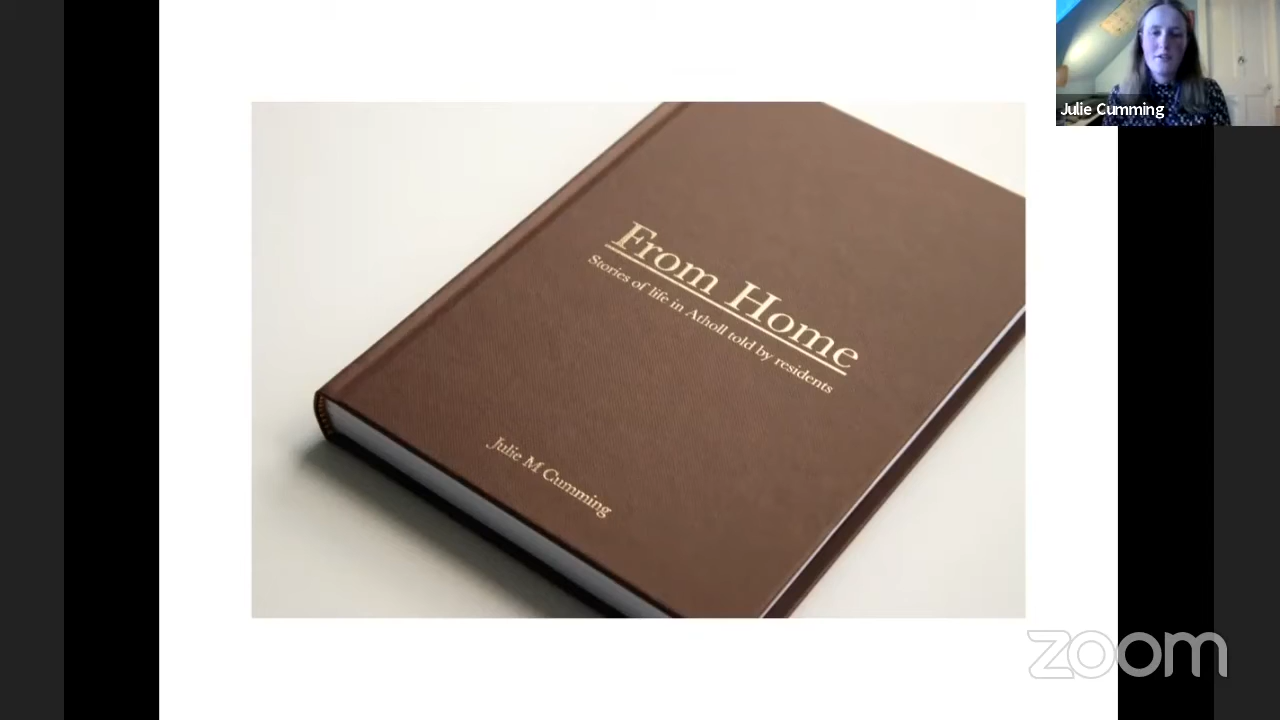 Julie Cumming
From Home
Stories of life in Atholl told by residents
Julie M Cumming
zoom